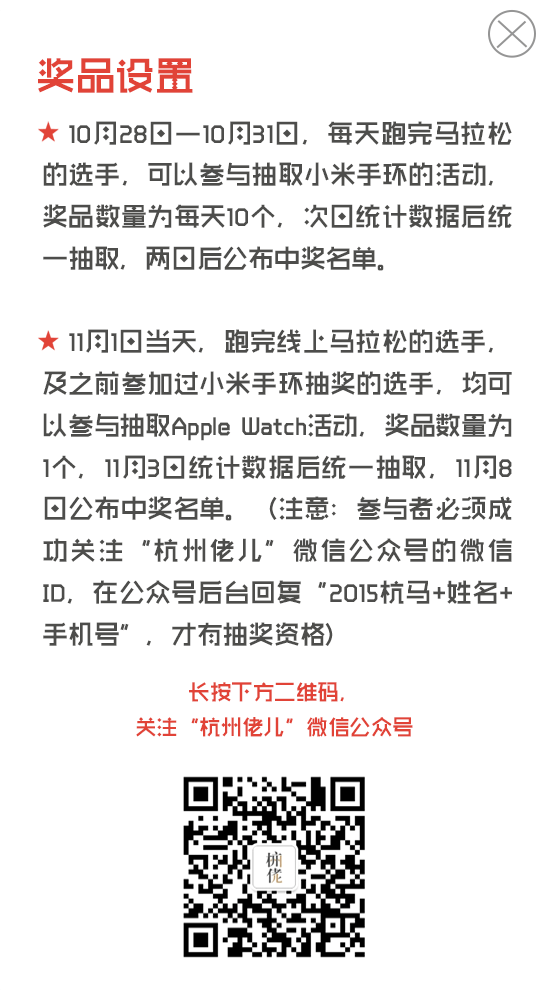 奖品设置
★ 10月28日—10月31日，每天跑完马拉松
的选手，可以参与抽取小米手环的活动，
奖品数量为每天10个，次日统计数据后统
一抽取，两日后公布中奖名单。
★ 11月1日当天，跑完线上马拉松的选手，
及之前参加过小米手环抽奖的选手，均可
以参与抽取Apple Watch活动，奖品数量为
1个，11月3日统计数据后统一抽取，11月8
日公布中奖名单。（注意：参与者必须成
功关注“杭州佬儿”微信公众号的微信
ID，在公众号后台回复“2015杭马+姓名+
手机号”，才有抽奖资格）
长按下方二维码，
关注“杭州佬儿”微信公众号
杭
佬